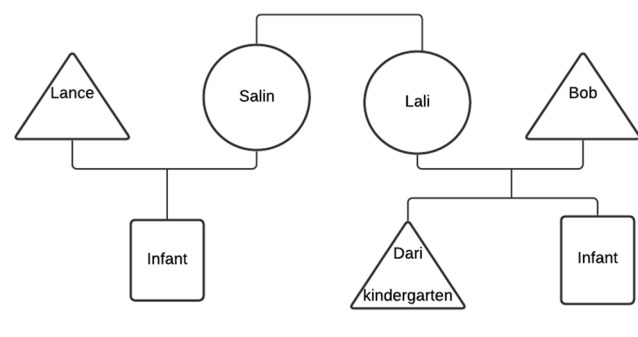 Lance
Salin
Lali
Bob
Infant
Dari
kindergarten
Infant